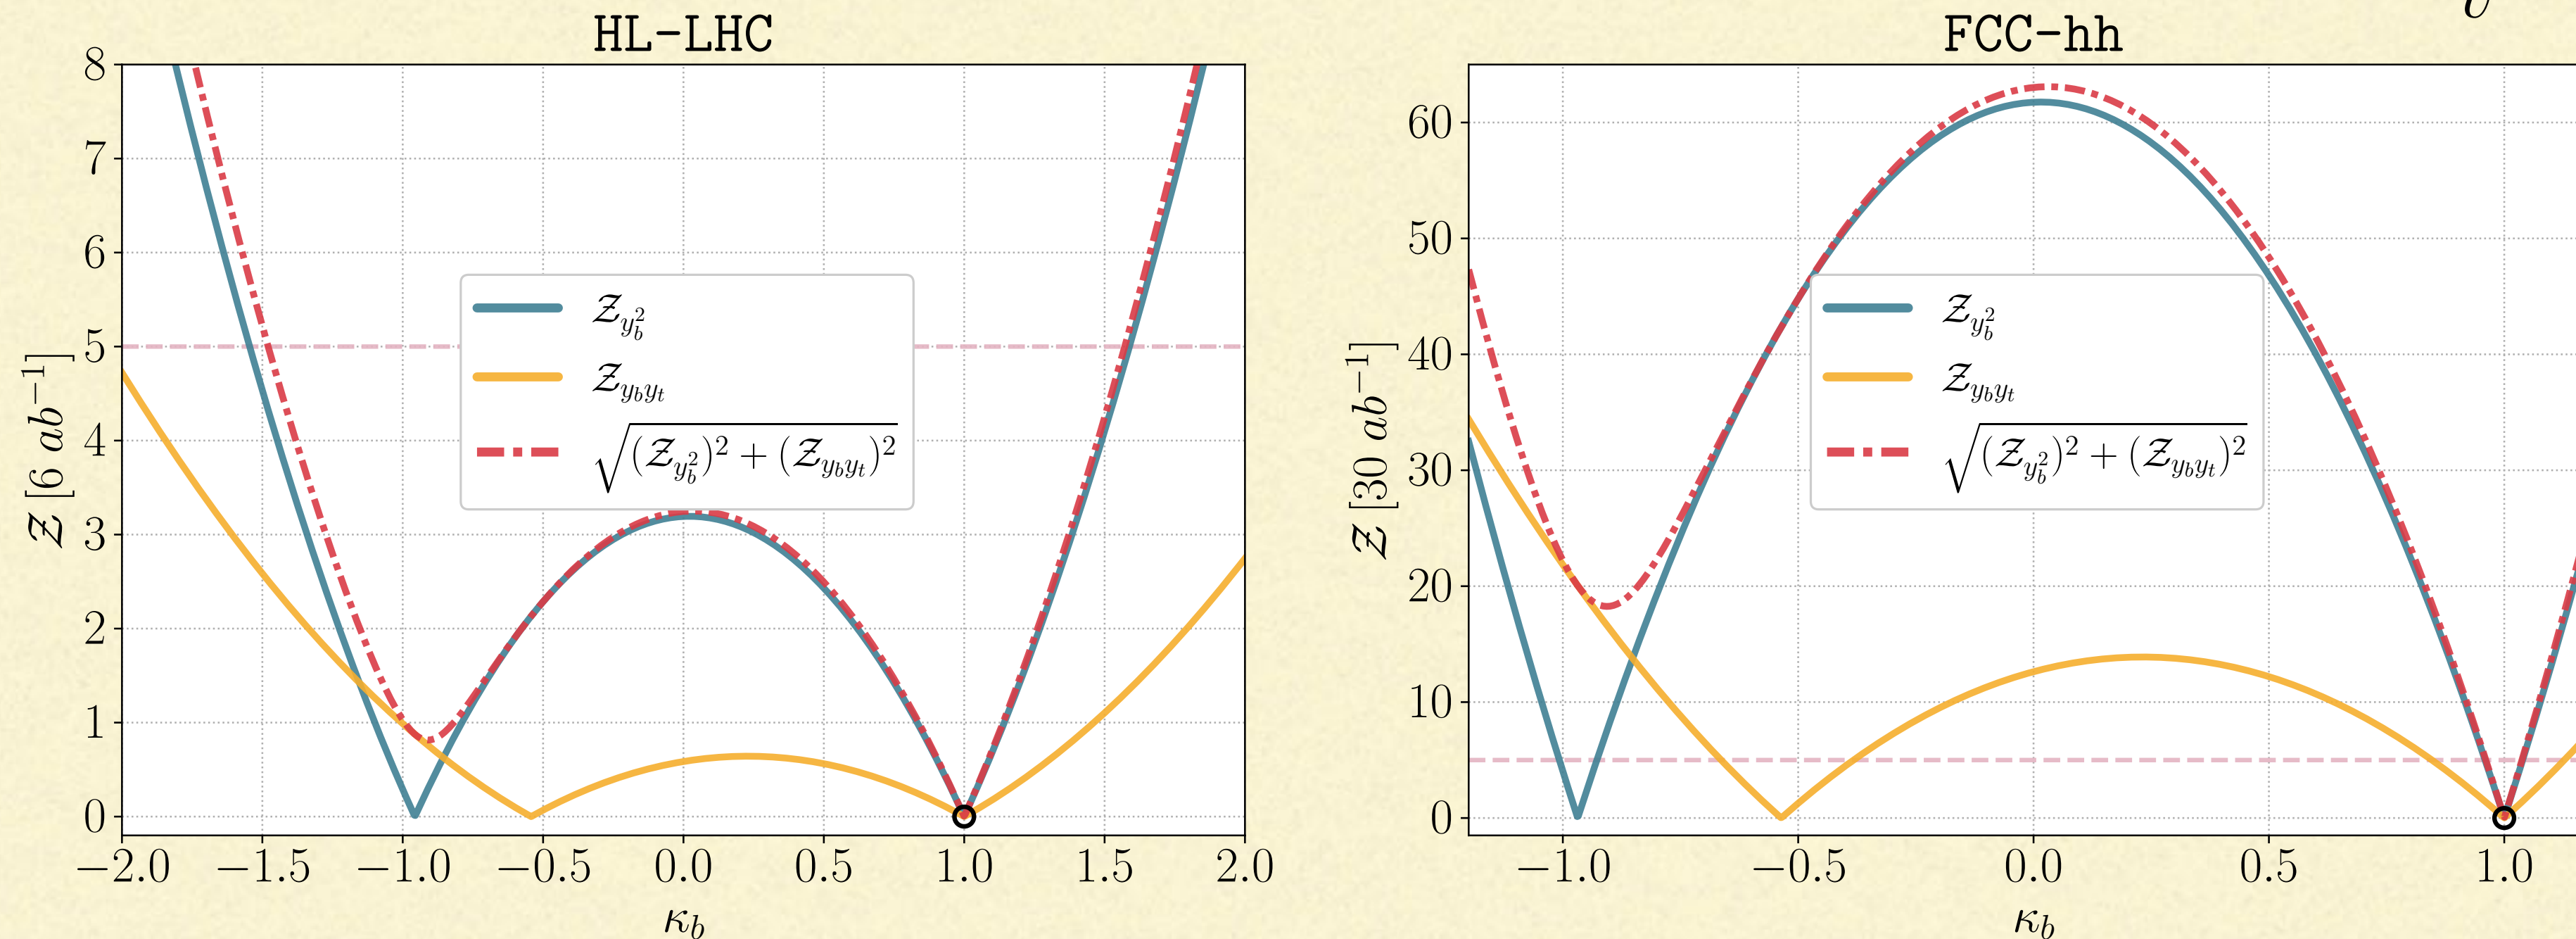 HL-LHC
8
7
6
5
4
3
2
1
0
𝒵 [6 ab⁻¹]
𝒵_{y_b^2}
𝒵_{y_b y_t}
√((𝒵_{y_b^2})² + (𝒵_{y_b y_t})²)
−2.0 −1.5 −1.0 −0.5 0.0 0.5 1.0 1.5 2.0
κ_b
FCC-hh
60
50
40
30
20
10
0
𝒵 [30 ab⁻¹]
𝒵_{y_b^2}
𝒵_{y_b y_t}
√((𝒵_{y_b^2})² + (𝒵_{y_b y_t})²)
−1.0 −0.5 0.0 0.5 1.0
κ_b